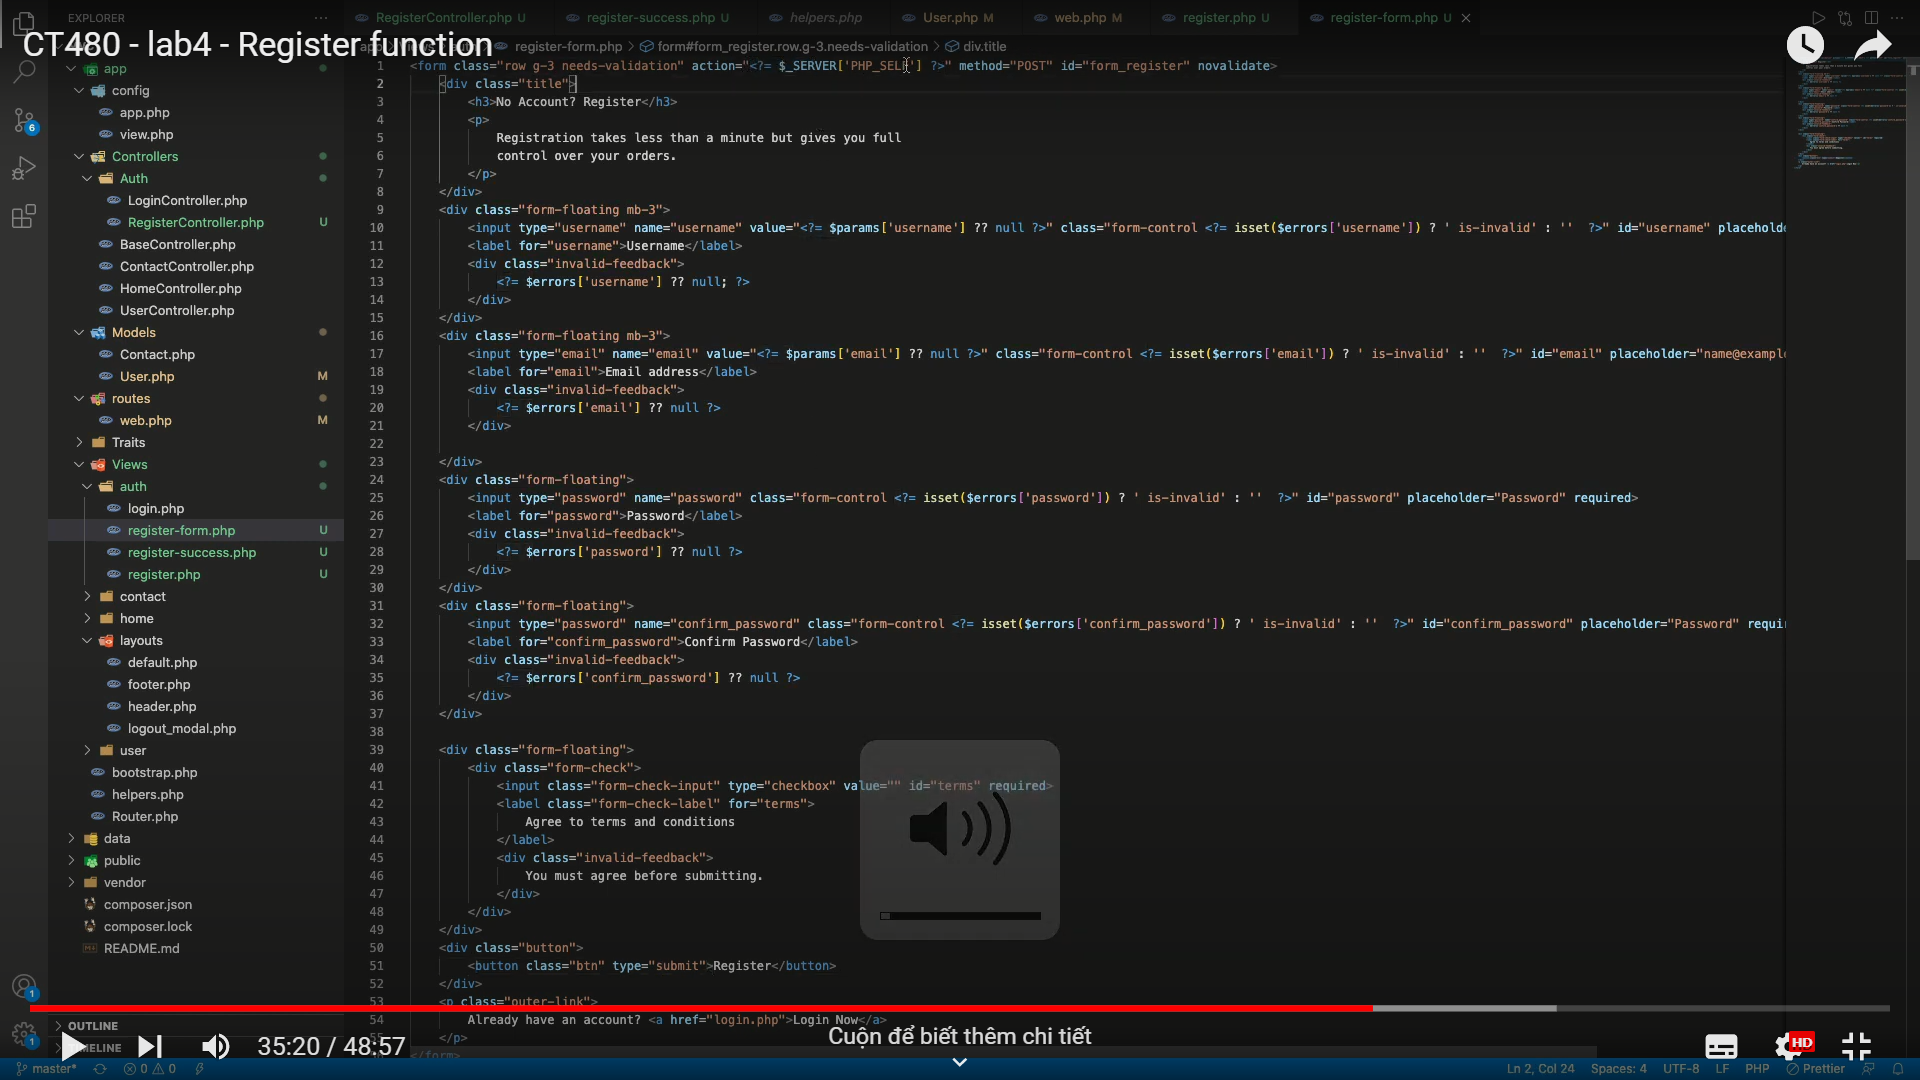 EXPLORER
RegisterController.php U
register-success.php U
helpers.php
User.php M
web.php M
register.php U
register-form.php U
CT480 - lab4 - Register function
register-form.php > form#form_register.row.g-3.needs-validation > div.title
app
config
app.php
view.php
Controllers
Auth
LoginController.php
RegisterController.php U
BaseController.php
ContactController.php
HomeController.php
UserController.php
Models
Contact.php
User.php M
routes
web.php M
Traits
Views
auth
login.php
register-form.php U
register-success.php U
register.php U
contact
home
layouts
default.php
footer.php
header.php
logout_modal.php
user
bootstrap.php
helpers.php
Router.php
data
public
vendor
composer.json
composer.lock
README.md
OUTLINE
6
1
1
1 <form class="row g-3 needs-validation" action="<?= $_SERVER['PHP_SELF'] ?>" method="POST" id="form_register" novalidate>
2 <div class="title">
3 <h3>No Account? Register</h3>
4 <p>
5 Registration takes less than a minute but gives you full
6 control over your orders.
7 </p>
8 </div>
9 <div class="form-floating mb-3">
10 <input type="username" name="username" value="<?= $params['username'] ?? null ?>" class="form-control <?= isset($errors['username']) ? ' is-invalid' : '' ?>" id="username" placeholde
11 <label for="username">Username</label>
12 <div class="invalid-feedback">
13 <?= $errors['username'] ?? null; ?>
14 </div>
15 </div>
16 <div class="form-floating mb-3">
17 <input type="email" name="email" value="<?= $params['email'] ?? null ?>" class="form-control <?= isset($errors['email']) ? ' is-invalid' : '' ?>" id="email" placeholder="name@exampl
18 <label for="email">Email address</label>
19 <div class="invalid-feedback">
20 <?= $errors['email'] ?? null ?>
21 </div>
22
23 </div>
24 <div class="form-floating">
25 <input type="password" name="password" class="form-control <?= isset($errors['password']) ? ' is-invalid' : '' ?>" id="password" placeholder="Password" required>
26 <label for="password">Password</label>
27 <div class="invalid-feedback">
28 <?= $errors['password'] ?? null ?>
29 </div>
30 </div>
31 <div class="form-floating">
32 <input type="password" name="confirm_password" class="form-control <?= isset($errors['confirm_password']) ? ' is-invalid' : '' ?>" id="confirm_password" placeholder="Password" requi
33 <label for="confirm_password">Confirm Password</label>
34 <div class="invalid-feedback">
35 <?= $errors['confirm_password'] ?? null ?>
36 </div>
37 </div>
38
39 <div class="form-floating">
40 <div class="form-check">
41 <input class="form-check-input" type="checkbox" value="" id="terms" required>
42 <label class="form-check-label" for="terms">
43 Agree to terms and conditions
44 </label>
45 <div class="invalid-feedback">
46 You must agree before submitting.
47 </div>
48 </div>
49 </div>
50 <div class="button">
51 <button class="btn" type="submit">Register</button>
52 </div>
53 <p class="outer-link">
54 Already have an account? <a href="login.php">Login Now</a>
</p>
</form>
35:20 / 48:57
Cuộn để biết thêm chi tiết
HD
master*
0 0
Ln 2, Col 24
Spaces: 4
UTF-8
LF
PHP
Prettier